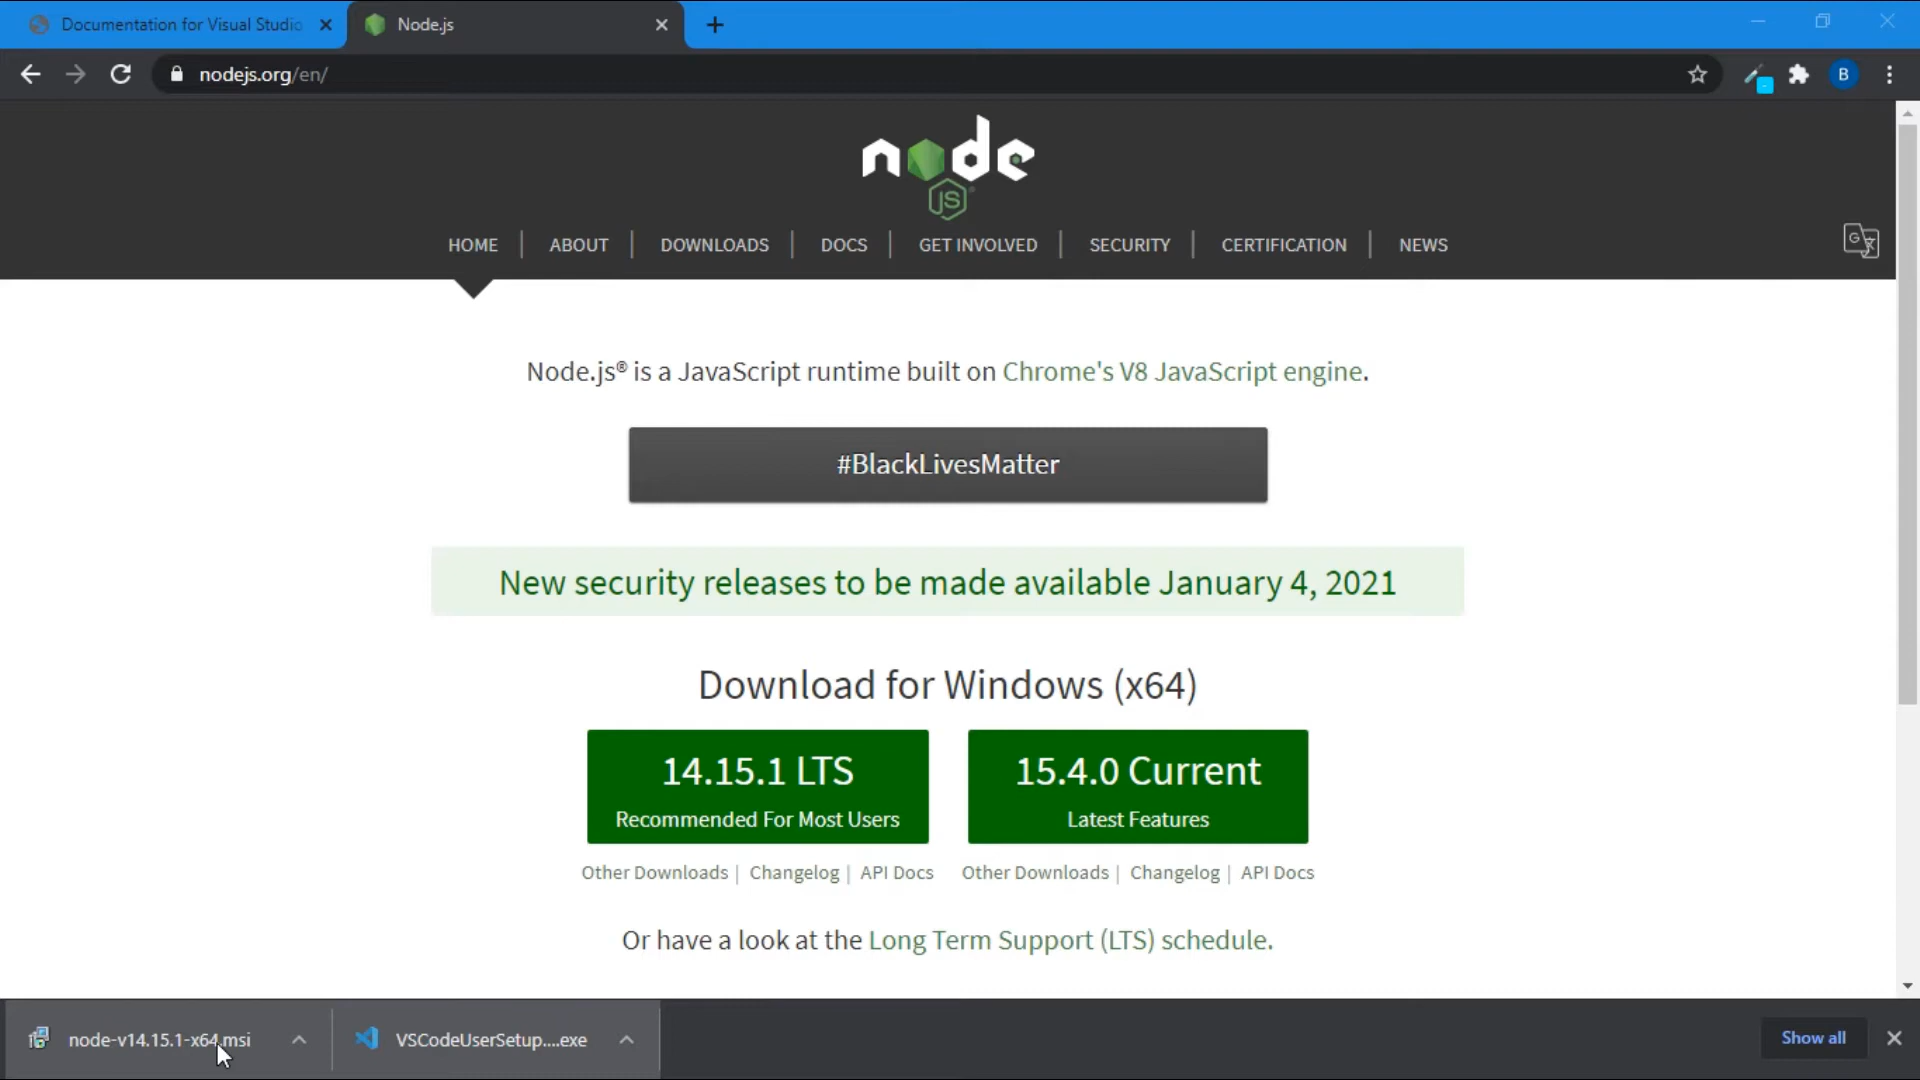 Documentation for Visual Studio
Node.js
nodejs.org/en/
B
node
JS
HOME | ABOUT | DOWNLOADS | DOCS | GET INVOLVED | SECURITY | CERTIFICATION | NEWS
Node.js® is a JavaScript runtime built on Chrome's V8 JavaScript engine.
#BlackLivesMatter
New security releases to be made available January 4, 2021
Download for Windows (x64)
14.15.1 LTS
Recommended For Most Users
15.4.0 Current
Latest Features
Other Downloads | Changelog | API Docs
Other Downloads | Changelog | API Docs
Or have a look at the Long Term Support (LTS) schedule.
node-v14.15.1-x64.msi
VSCodeUserSetup....exe
Show all